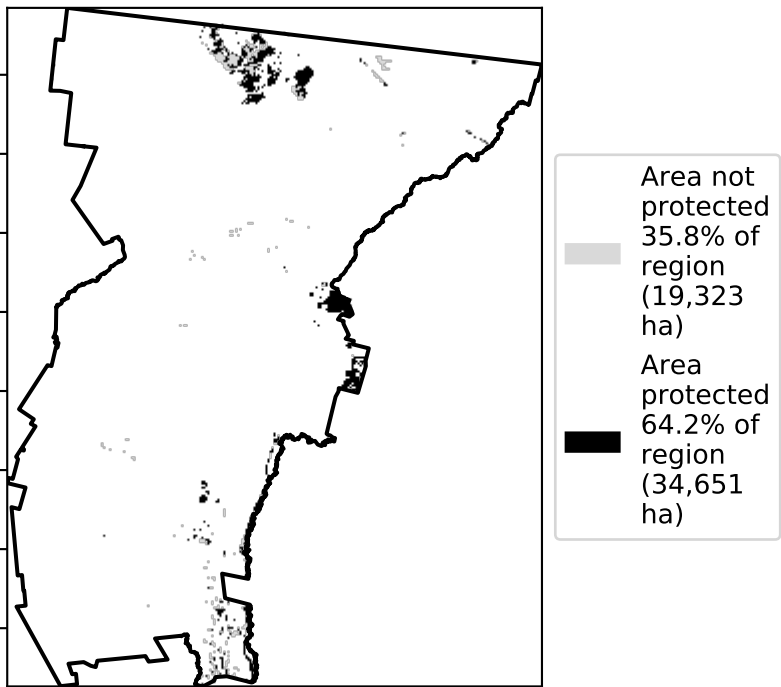 Area not
protected
35.8% of
region
(19,323
ha)
Area
protected
64.2% of
region
(34,651
ha)